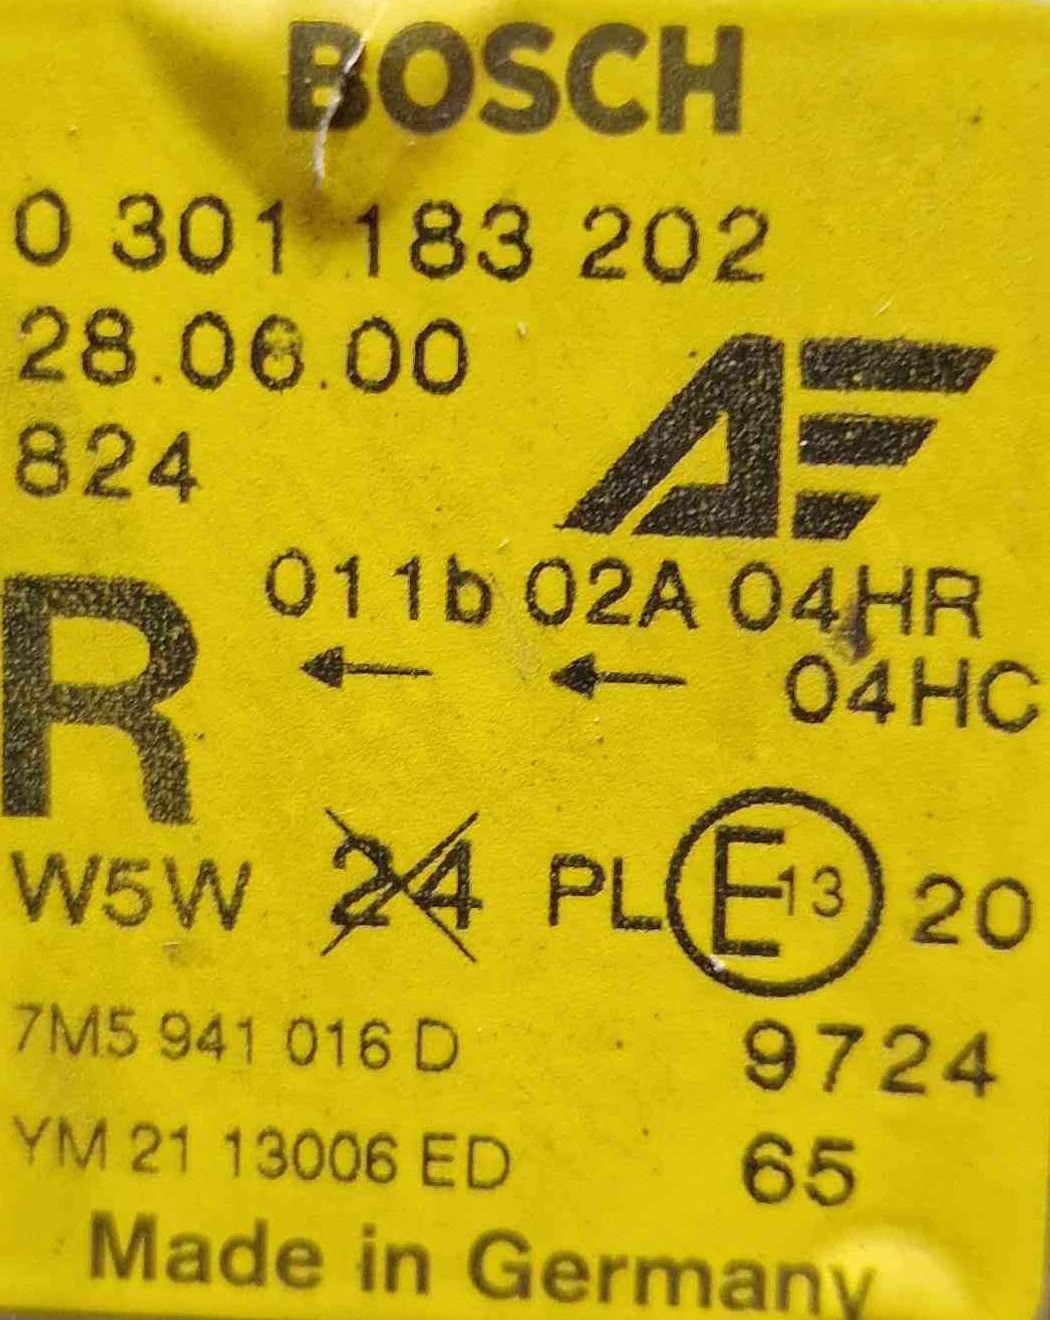 BOSCH
0 301 183 202
28.06.00
824
AF
011b 02A 04HR
04HC
R
W5W 24 PL E13 20
7M5 941 016 D 9724
YM 21 13006 ED 65
Made in Germany